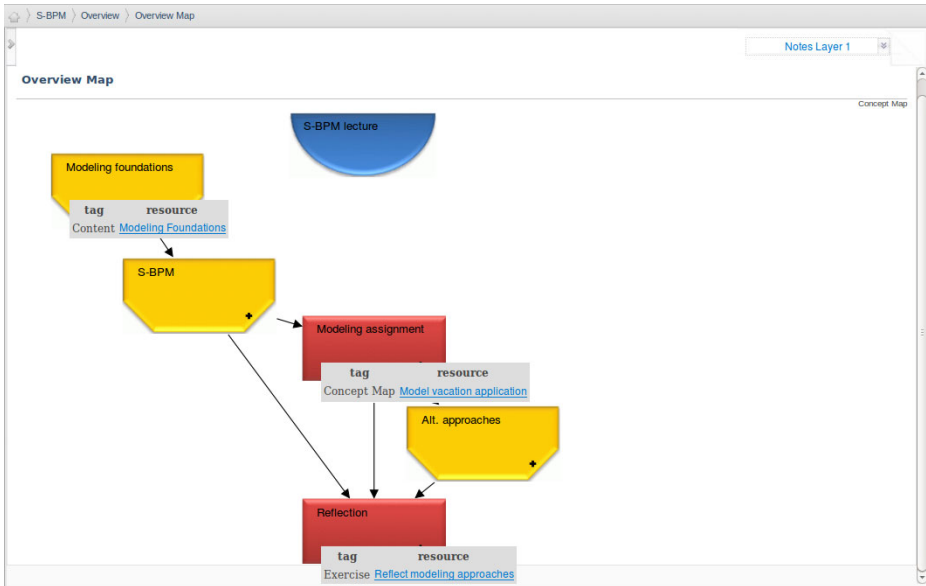 S-BPM Overview Overview Map
Notes Layer 1
Overview Map
Concept Map
S-BPM lecture
Modeling foundations
tag resource
Content Modeling Foundations
S-BPM
Modeling assignment
tag resource
Concept Map Model vacation application
Alt. approaches
Reflection
tag resource
Exercise Reflect modeling approaches